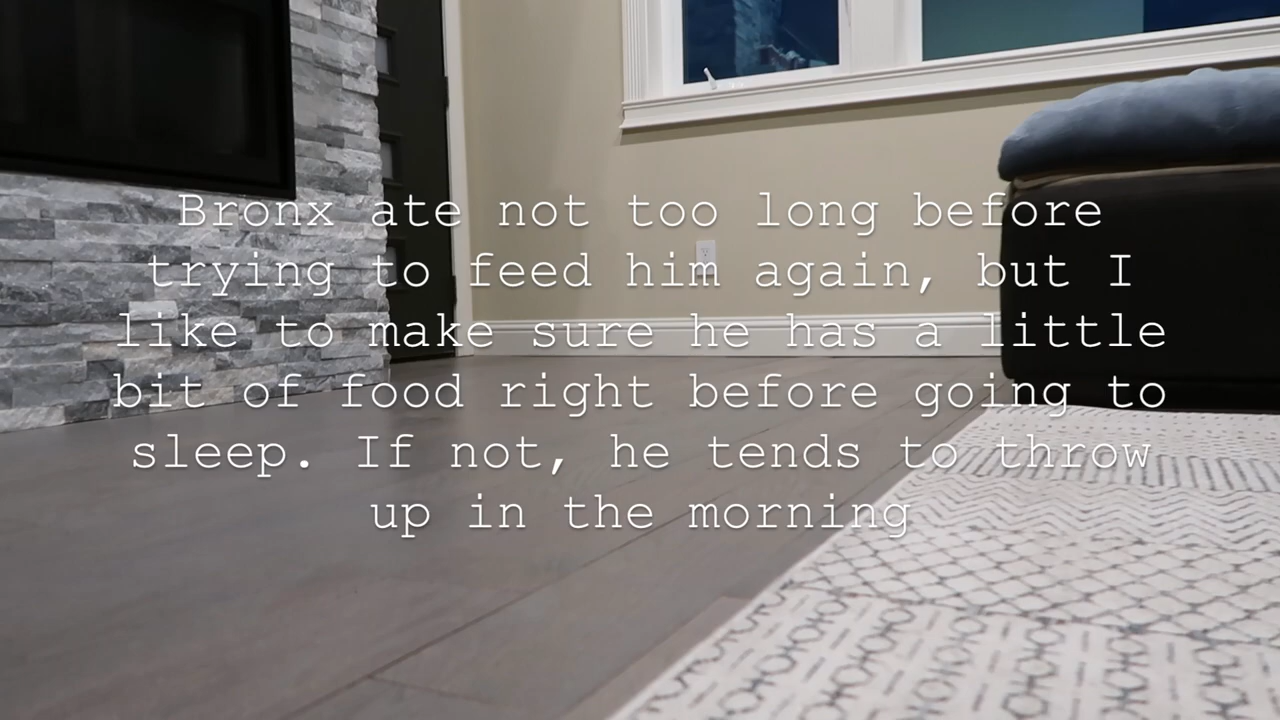 Bronx ate not too long before
trying to feed him again, but I
like to make sure he has a little
bit of food right before going to
sleep. If not, he tends to throw
up in the morning